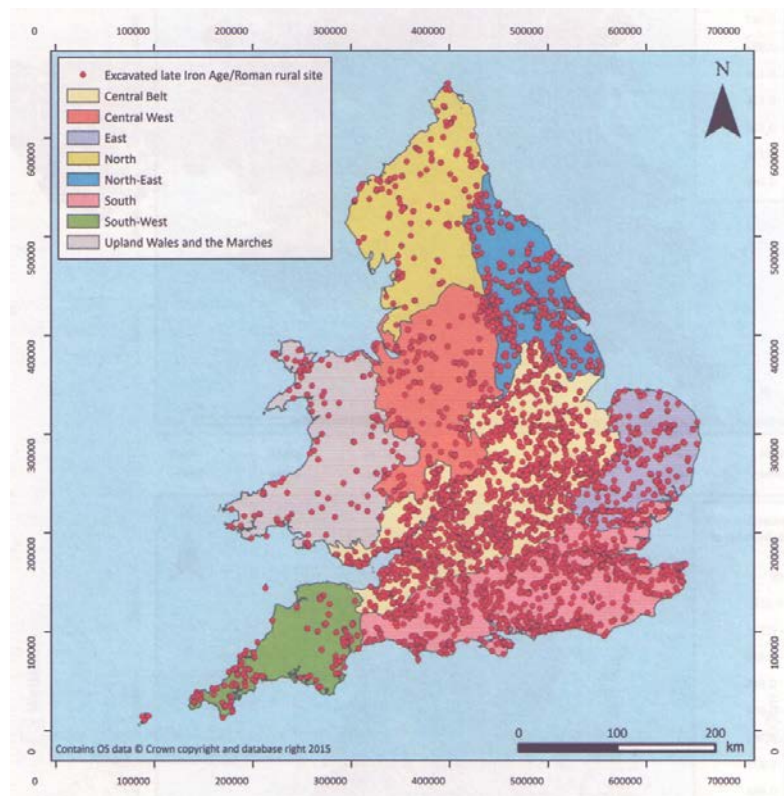 0 100000 200000 300000 400000 500000 600000 700000
Excavated late Iron Age/Roman rural site
Central Belt
Central West
East
North
North-East
South
South-West
Upland Wales and the Marches
N
600000
600000
500000
500000
400000
400000
300000
300000
200000
200000
100000
100000
0
0
0 100 200
km
Contains OS data © Crown copyright and database right 2015
0 100000 200000 300000 400000 500000 600000 700000